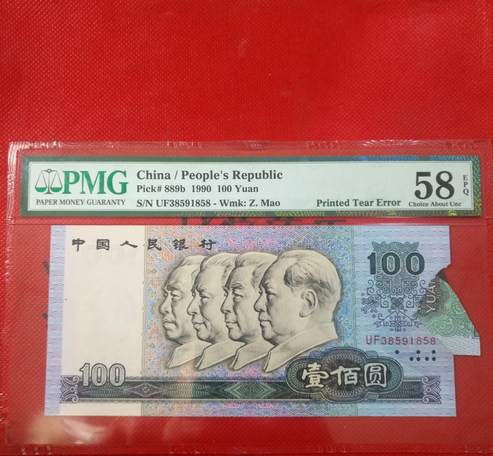 PMG
PAPER MONEY GUARANTY
China / People's Republic
Pick# 889b 1990 100 Yuan
S/N UF38591858 - Wmk: Z. Mao
Printed Tear Error
58 EPQ
Choice About Unc
中国人民银行
100
YUAN
UF38591858
100
壹佰圆